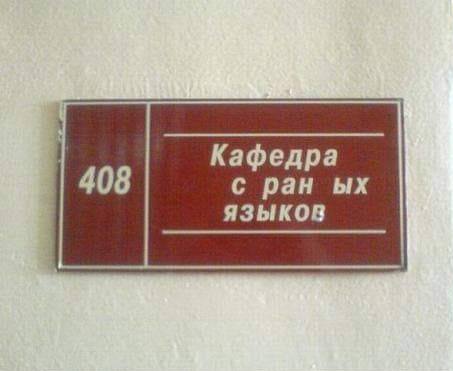 408
Кафедра
с ран ых
языков